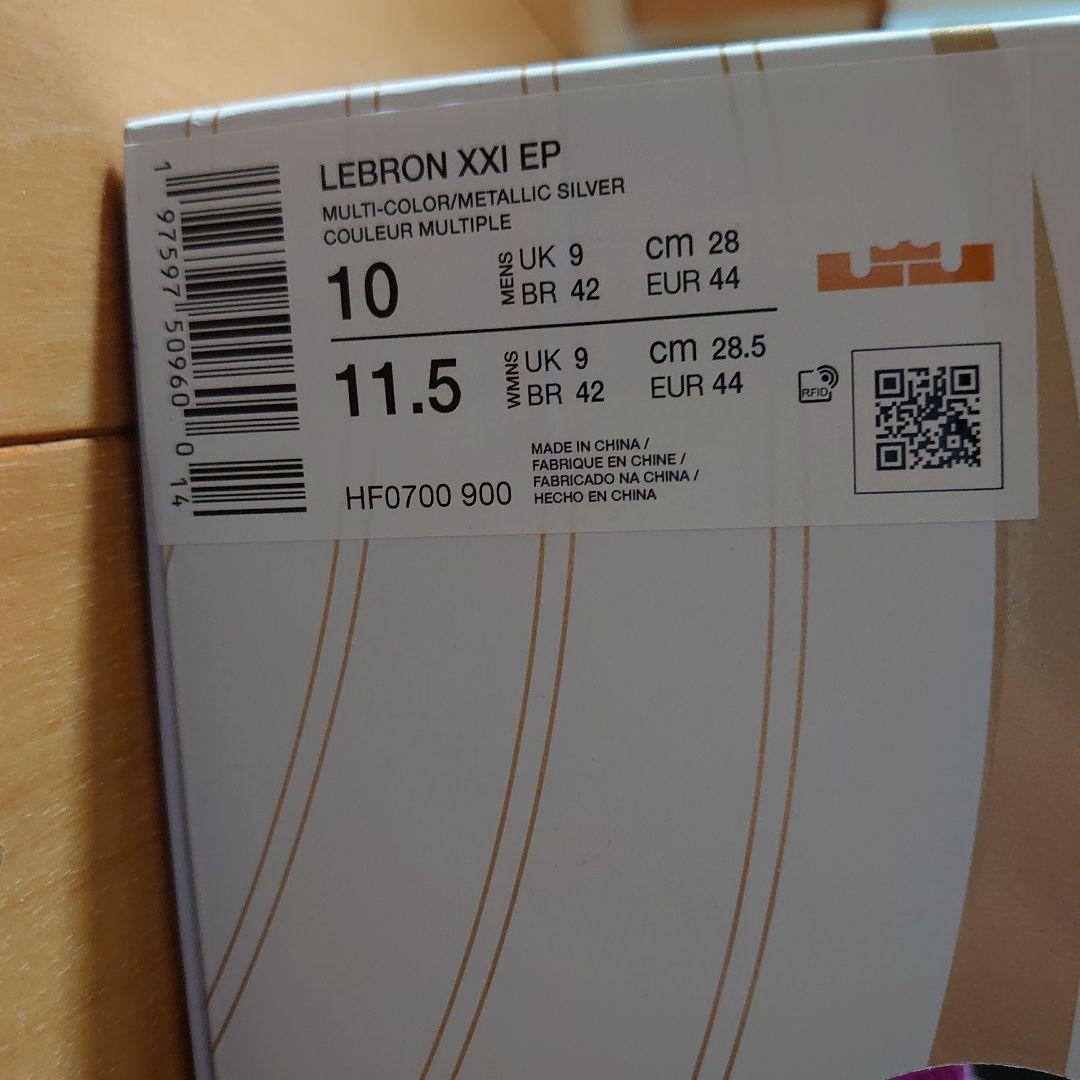 LEBRON XXI EP
MULTI-COLOR/METALLIC SILVER
COULEUR MULTIPLE
10 MENS UK 9 cm 28
BR 42 EUR 44
11.5 WMNS UK 9 cm 28.5
BR 42 EUR 44
RFID
MADE IN CHINA /
FABRIQUE EN CHINE /
FABRICADO NA CHINA /
HECHO EN CHINA
HF0700 900
1 97597 50960 0 14